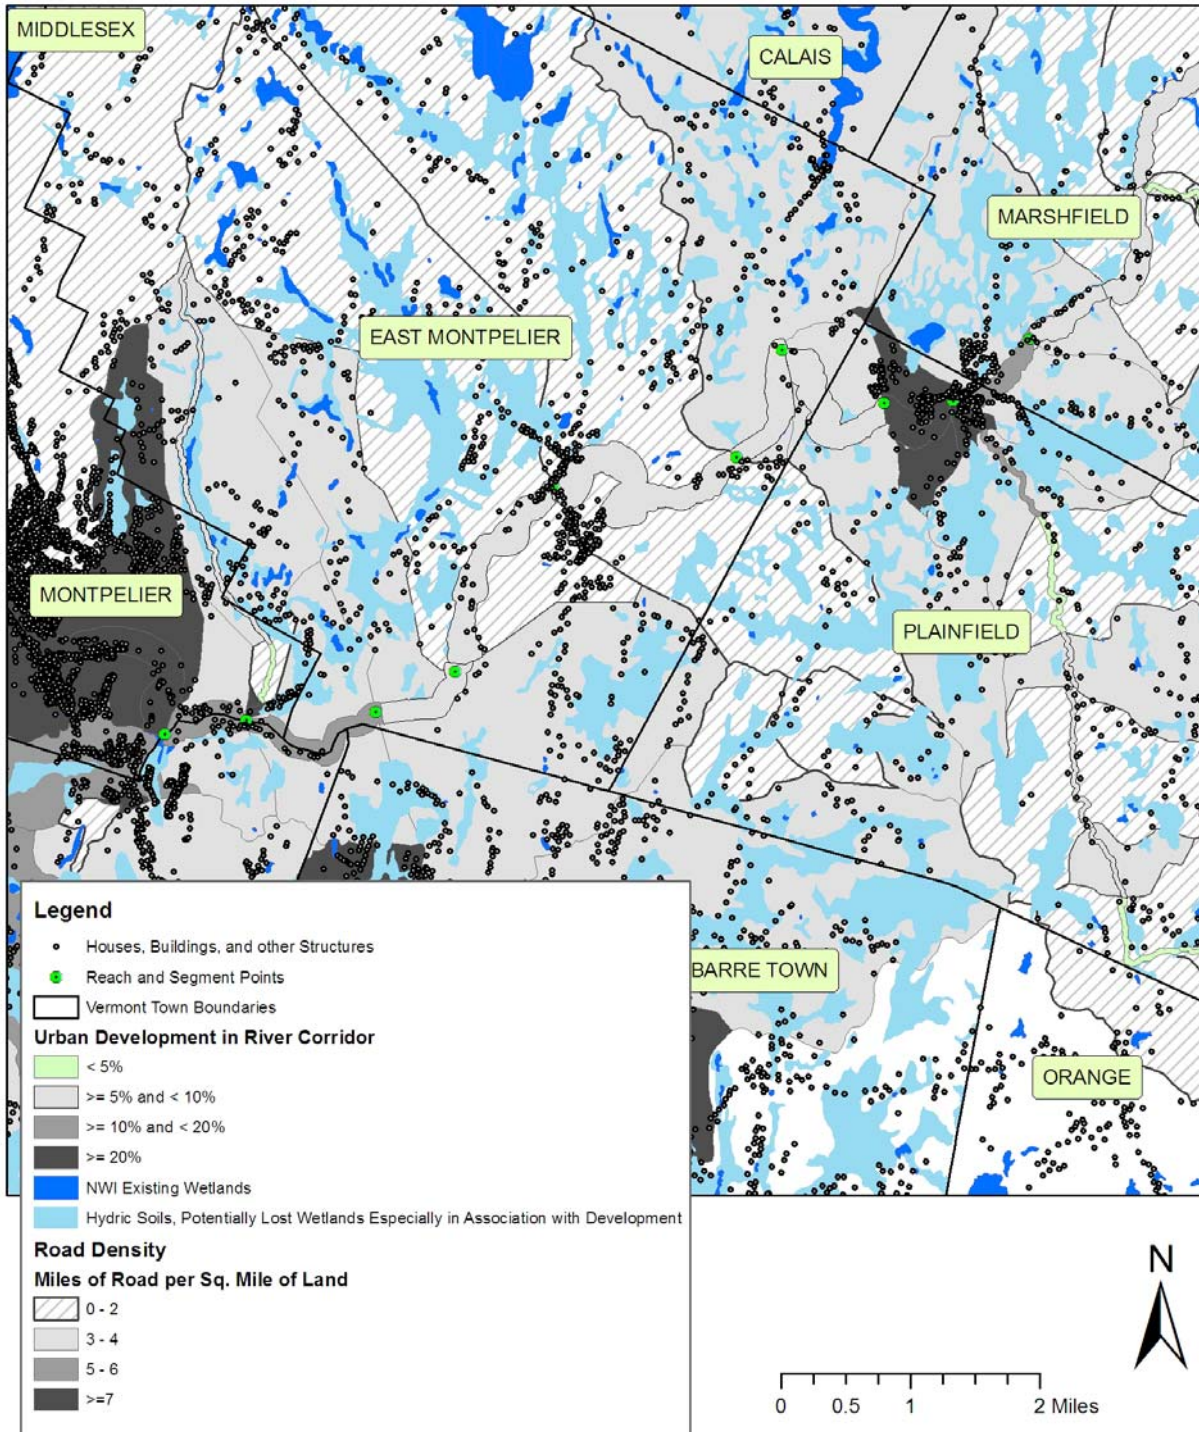 MIDDLESEX
CALAIS
MARSHFIELD
EAST MONTPELIER
MONTPELIER
PLAINFIELD
BARRE TOWN
ORANGE
Legend
Houses, Buildings, and other Structures
Reach and Segment Points
Vermont Town Boundaries
Urban Development in River Corridor
< 5%
>= 5% and < 10%
>= 10% and < 20%
>= 20%
NWI Existing Wetlands
Hydric Soils, Potentially Lost Wetlands Especially in Association with Development
Road Density
Miles of Road per Sq. Mile of Land
0 - 2
3 - 4
5 - 6
>=7
N
0 0.5 1 2 Miles